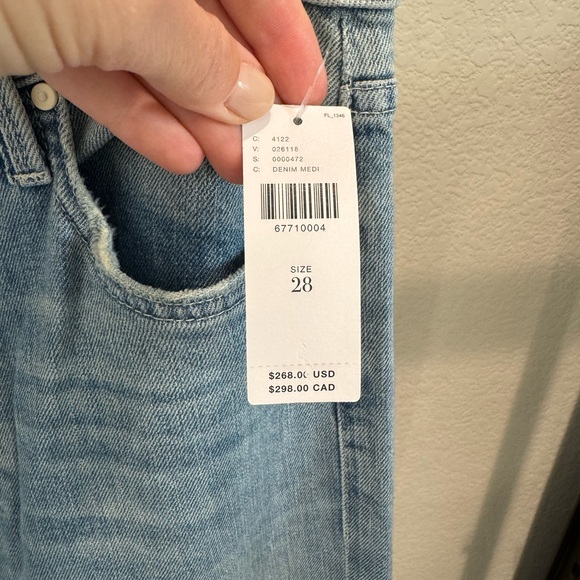 FL_1346
C: 4122
V: 026118
S: 0000472
C: DENIM MEDI
67710004
SIZE
28
$268.00 USD
$298.00 CAD